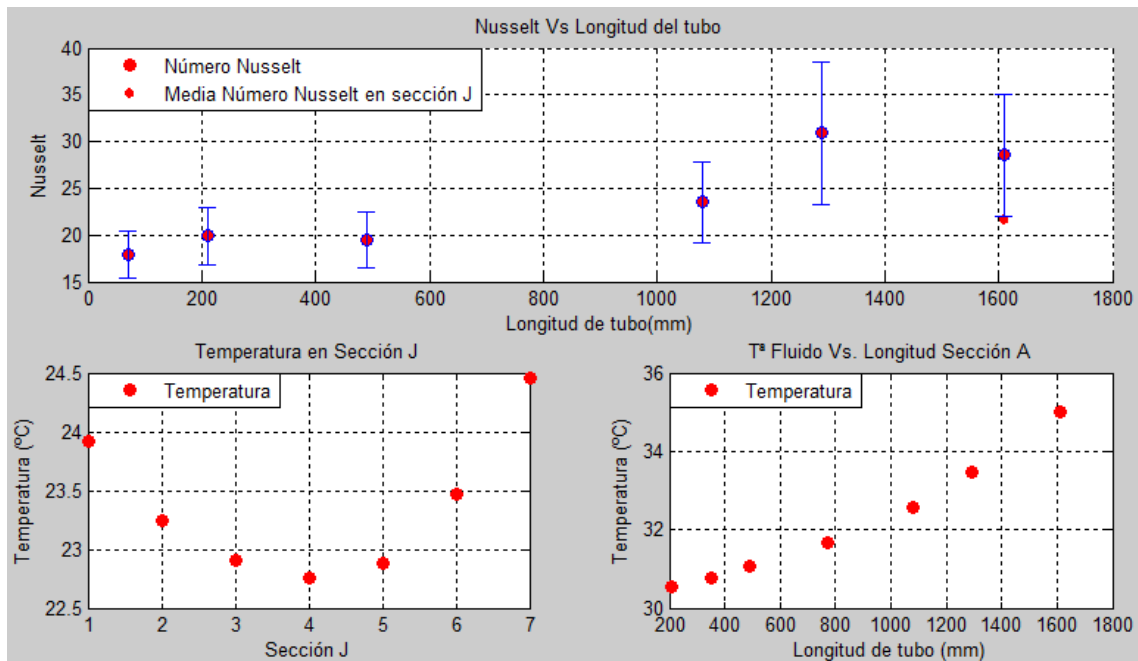 Nusselt Vs Longitud del tubo
40
35
30
25
20
15
Nusselt
Número Nusselt
Media Número Nusselt en sección J
0 200 400 600 800 1000 1200 1400 1600 1800
Longitud de tubo(mm)
Temperatura en Sección J
24.5
24
23.5
23
22.5
Temperatura (ºC)
Temperatura
1 2 3 4 5 6 7
Sección J
Tª Fluido Vs. Longitud Sección A
36
34
32
30
Temperatura (ºC)
Temperatura
200 400 600 800 1000 1200 1400 1600 1800
Longitud de tubo (mm)